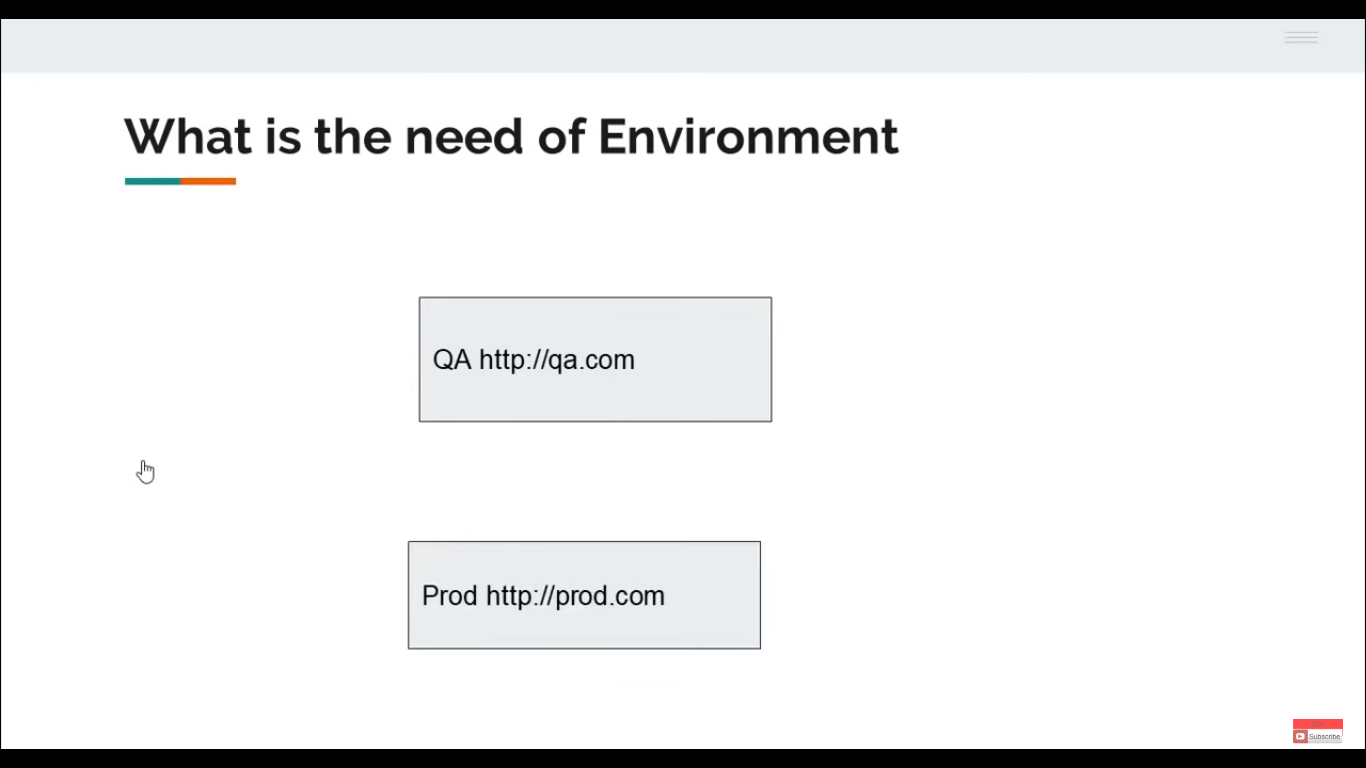 What is the need of Environment
QA http://qa.com
Prod http://prod.com
Subscribe